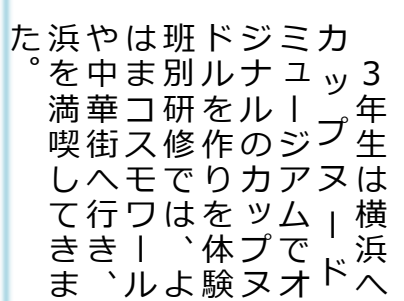 3年生は横浜へ
カップヌード
ミュージアムでオ
ジナルのカップヌ
ドルを作りを体験
班別研修では、よ
はまコスモワール
や中華街へ行き、
浜を満喫してきま
た。